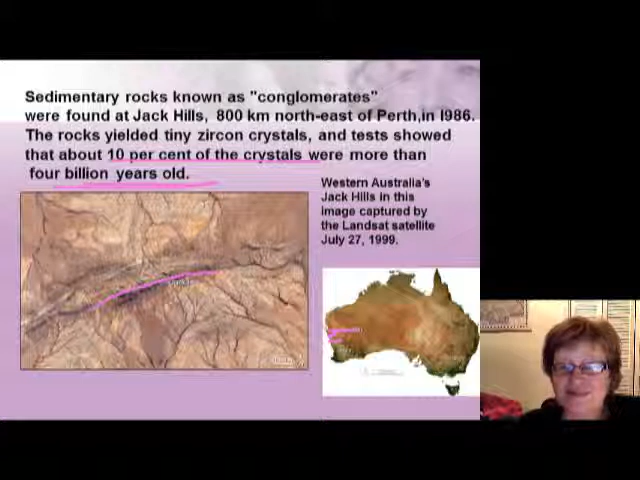 Sedimentary rocks known as "conglomerates"
were found at Jack Hills, 800 km north-east of Perth,in I986.
The rocks yielded tiny zircon crystals, and tests showed
that about 10 per cent of the crystals were more than
four billion years old.
Western Australia's
Jack Hills in this
image captured by
the Landsat satellite
July 27, 1999.